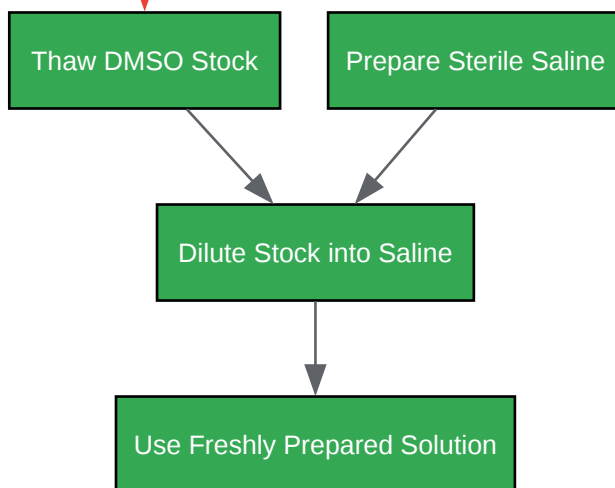 Thaw DMSO Stock
Prepare Sterile Saline
Dilute Stock into Saline
Use Freshly Prepared Solution